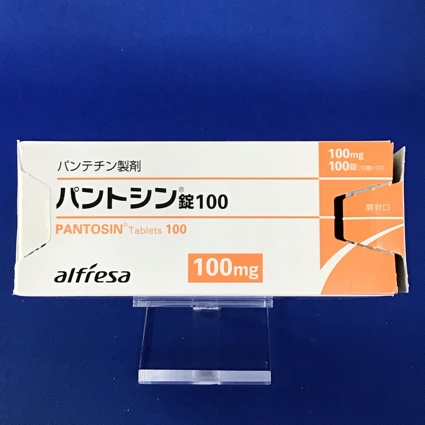 パンテチン製剤
パントシン®錠100
PANTOSIN® Tablets 100
alfresa
100mg
100mg
100錠
開封口